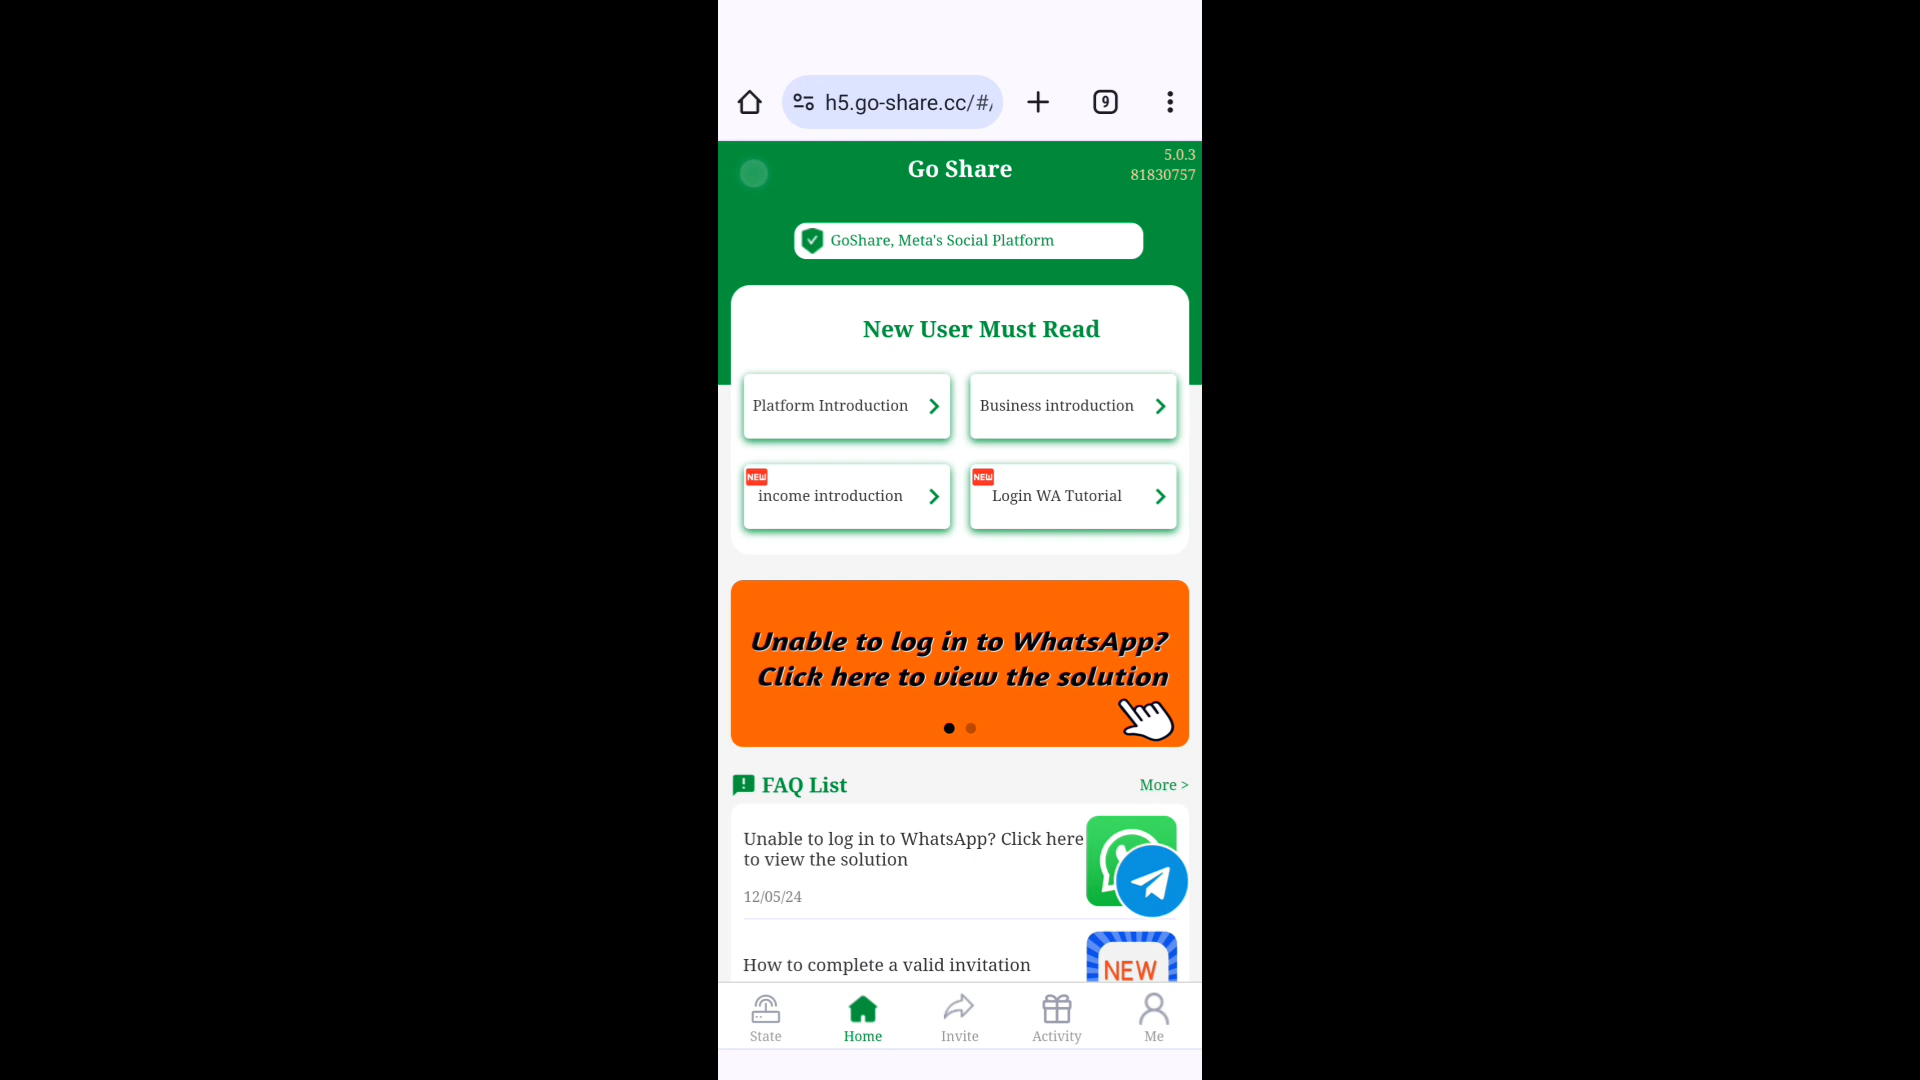 h5.go-share.cc/#/
9
Go Share
5.0.3
81830757
GoShare, Meta's Social Platform
New User Must Read
Platform Introduction
Business introduction
NEW
income introduction
NEW
Login WA Tutorial
Unable to log in to WhatsApp?
Click here to view the solution
FAQ List
More >
Unable to log in to WhatsApp? Click here
to view the solution
12/05/24
How to complete a valid invitation
NEW
State
Home
Invite
Activity
Me